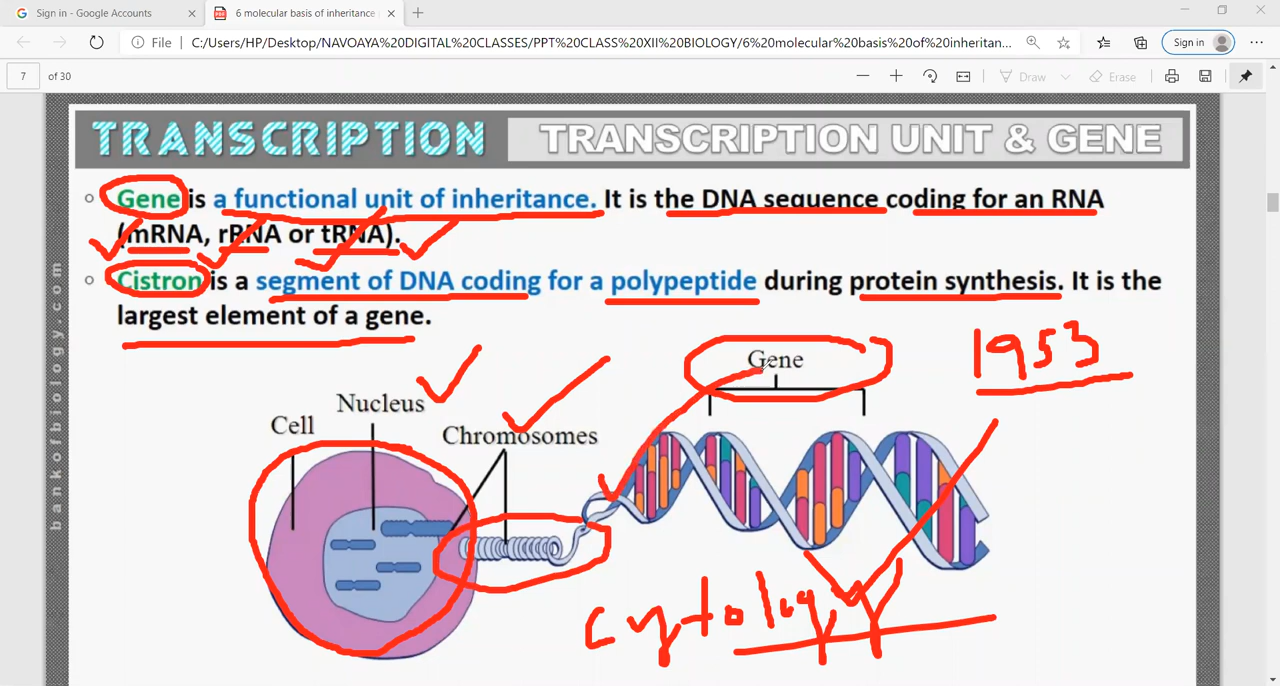 Sign in - Google Accounts
6 molecular basis of inheritance
File
C:/Users/HP/Desktop/NAVOAYA%20DIGITAL%20CLASSES/PPT%20CLASS%20XII%20BIOLOGY/6%20molecular%20basis%20of%20inheritan...
Sign in
7 of 30
Draw
Erase
TRANSCRIPTION
TRANSCRIPTION UNIT & GENE
Gene is a functional unit of inheritance. It is the DNA sequence coding for an RNA
(mRNA, rRNA or tRNA).
Cistron is a segment of DNA coding for a polypeptide during protein synthesis. It is the
largest element of a gene.
1953
Gene
Nucleus
Cell
Chromosomes
Cytology
bankofbiology.com